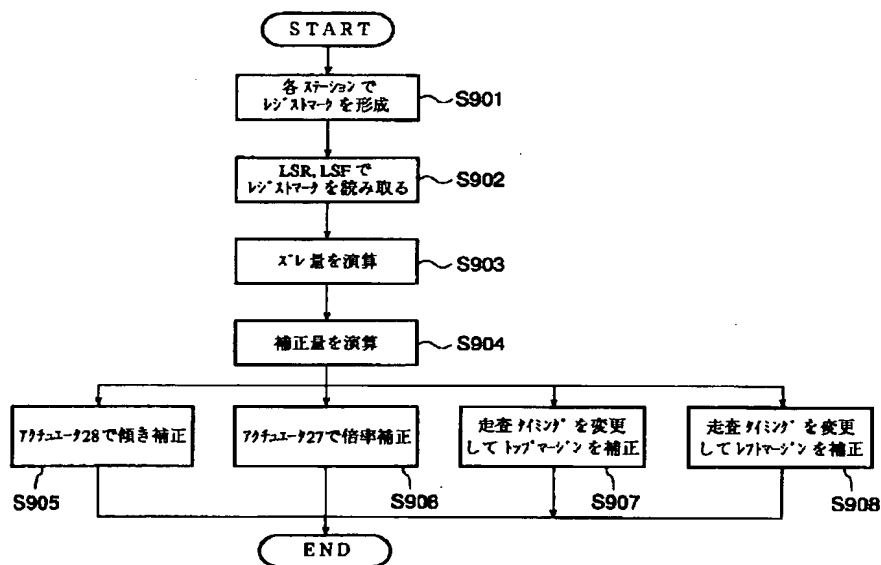 START
各ステーションで
レジストマークを形成
S901
LSR, LSFで
レジストマークを読み取る
S902
ズレ量を演算
S903
補正量を演算
S904
アクチュエータ28で傾き補正
S905
アクチュエータ27で倍率補正
S906
走査タイミングを変更
してトップマージンを補正
S907
走査タイミングを変更
してレフトマージンを補正
S908
END